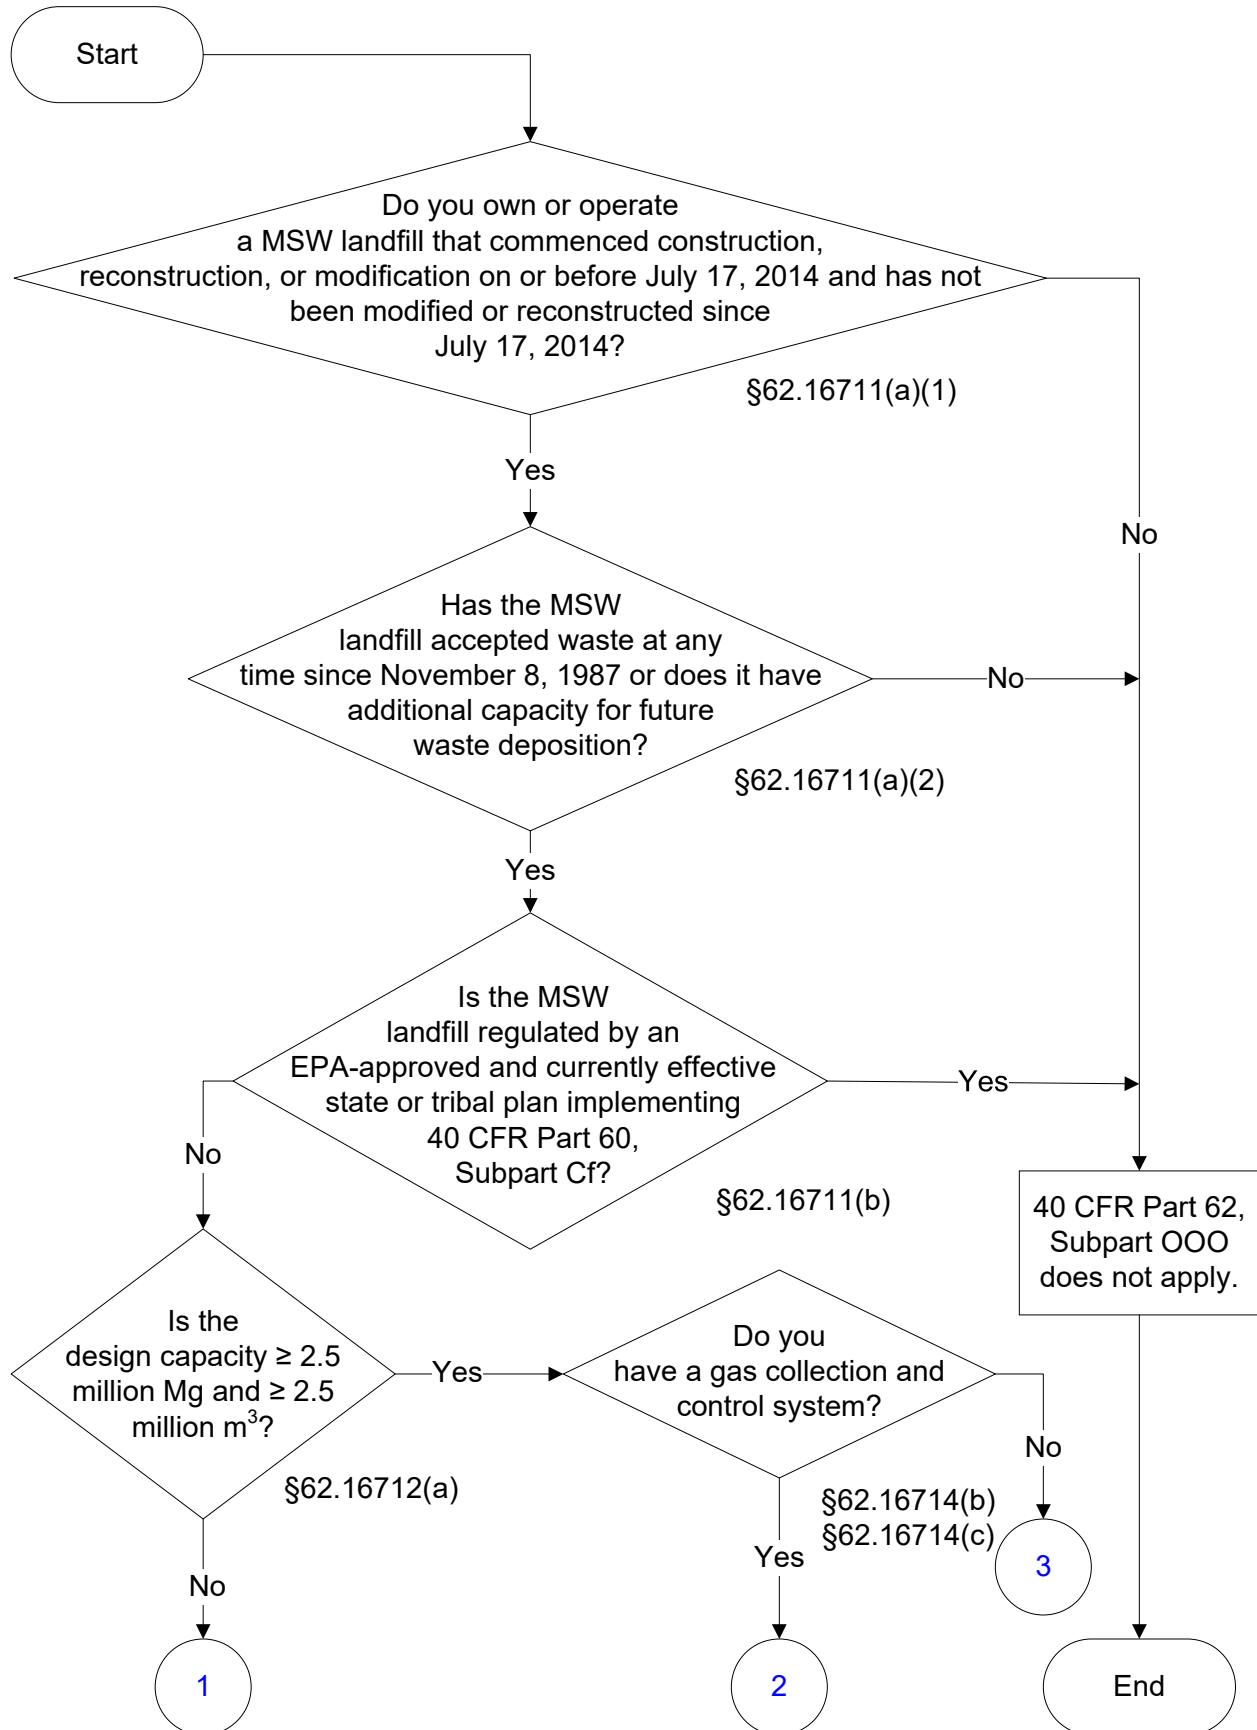 Start
Do you own or operate
a MSW landfill that commenced construction,
reconstruction, or modification on or before July 17, 2014 and has not
been modified or reconstructed since
July 17, 2014?
§62.16711(a)(1)
Yes
No
Has the MSW
landfill accepted waste at any
time since November 8, 1987 or does it have
additional capacity for future
waste deposition?
No
§62.16711(a)(2)
Yes
Is the MSW
landfill regulated by an
EPA-approved and currently effective
state or tribal plan implementing
40 CFR Part 60,
Subpart Cf?
Yes
No
§62.16711(b)
40 CFR Part 62,
Subpart OOO
does not apply.
Is the
design capacity ≥ 2.5
million Mg and ≥ 2.5
million m³?
Yes
Do you
have a gas collection and
control system?
No
§62.16712(a)
§62.16714(b)
§62.16714(c)
Yes
3
No
1
2
End